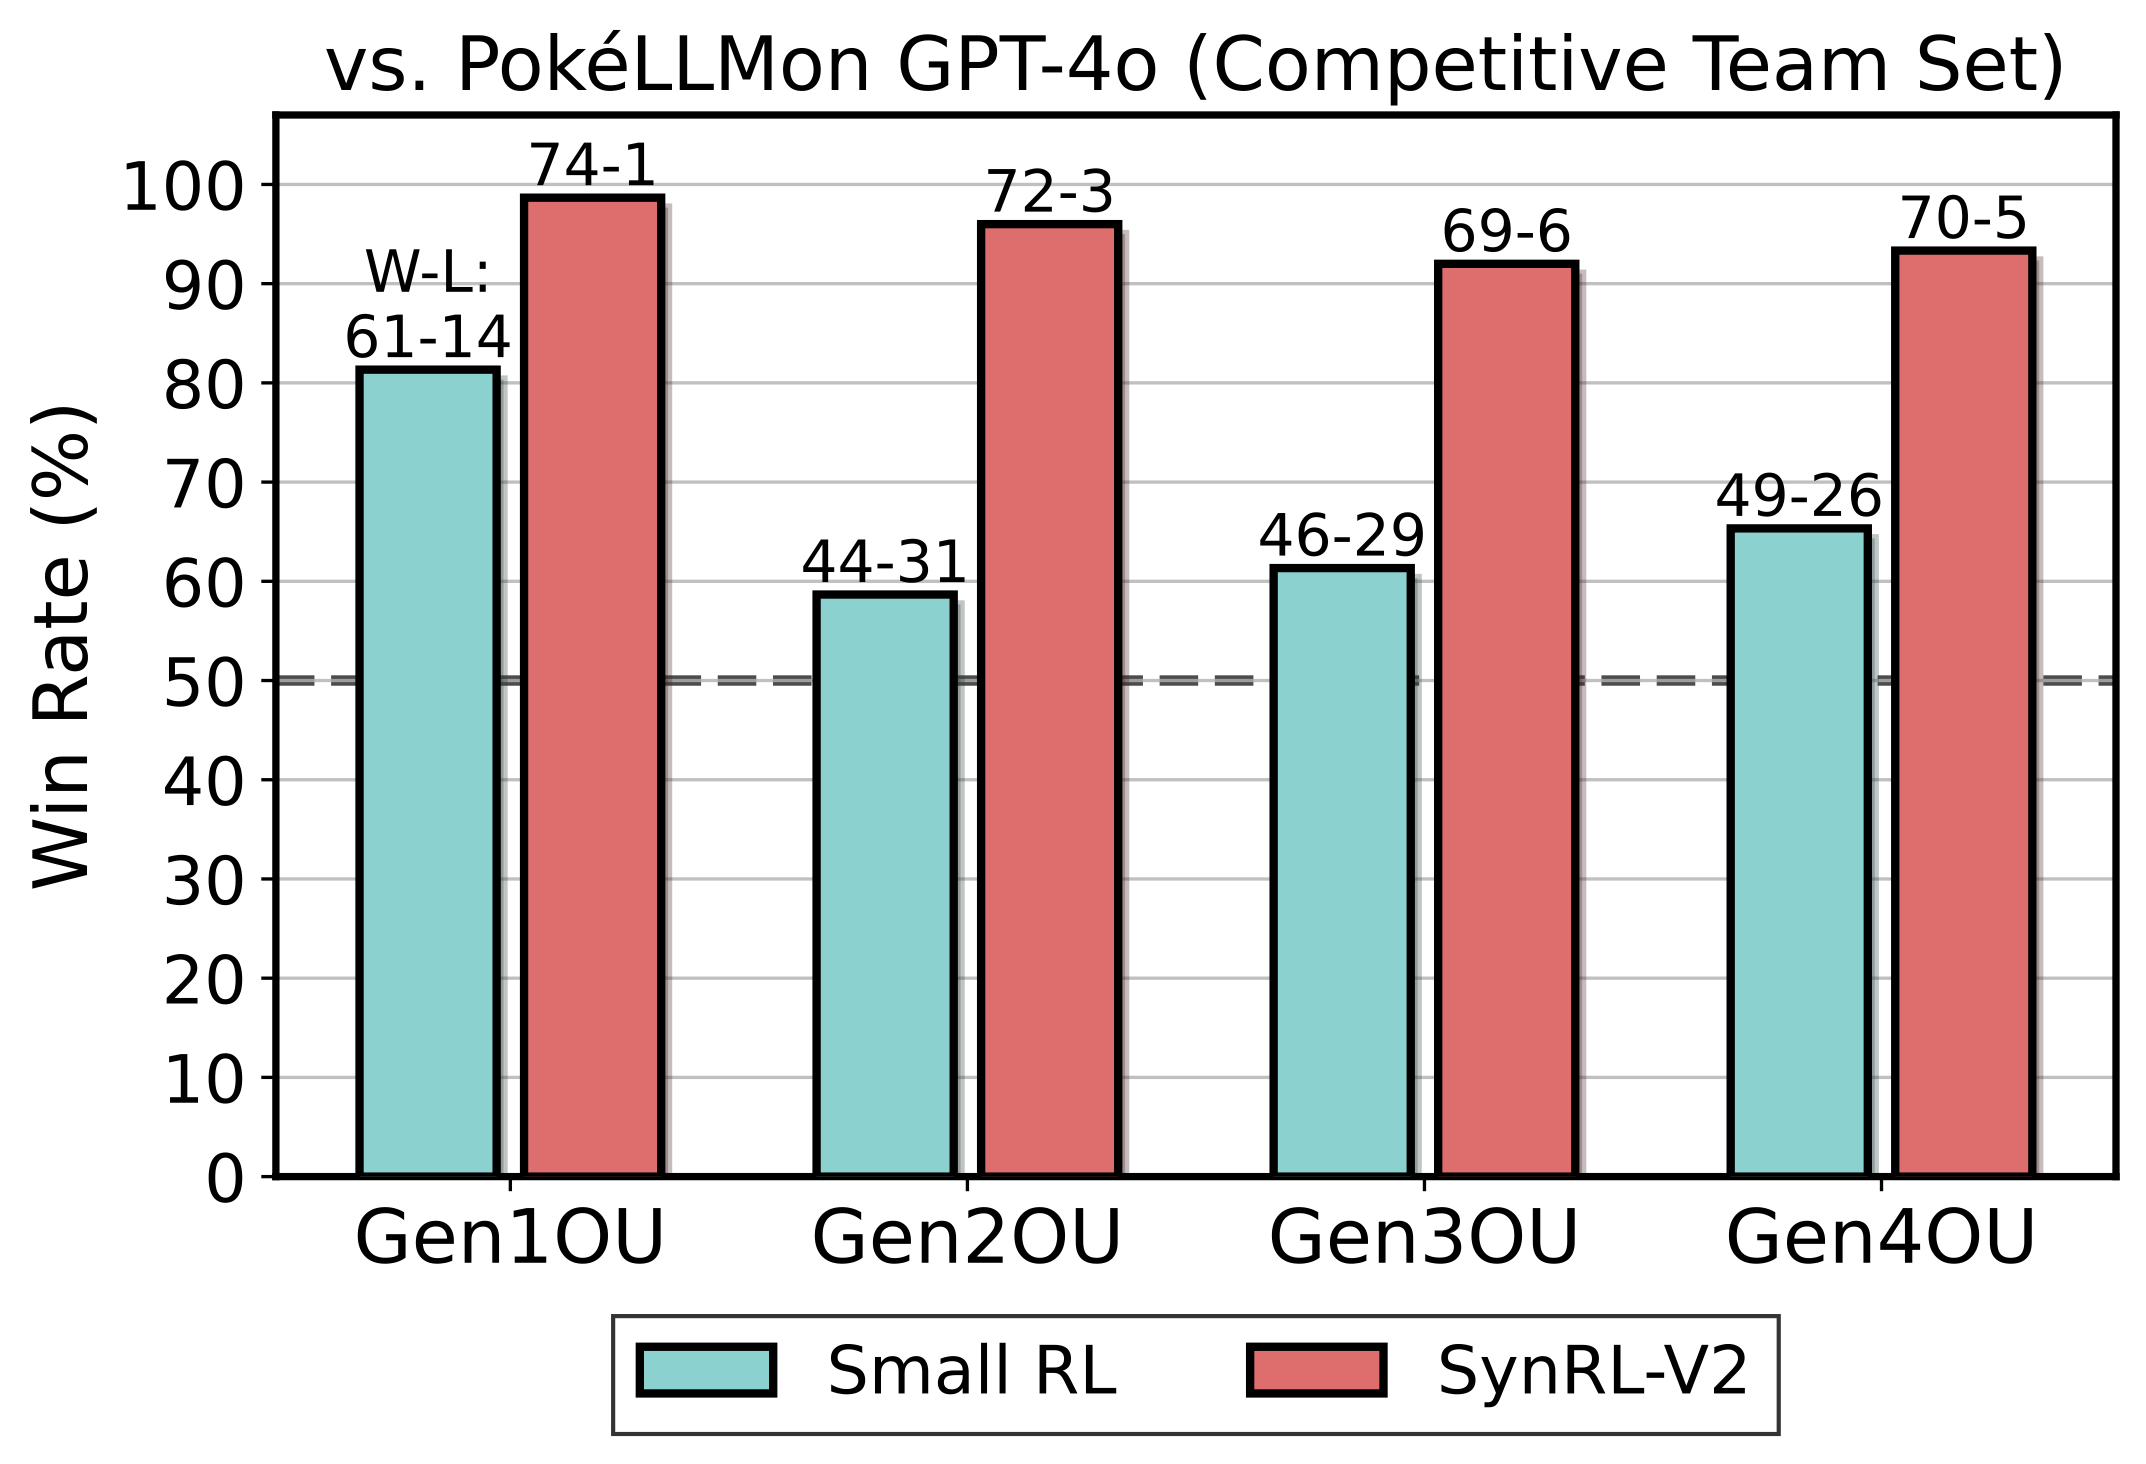 vs. PokéLLMon GPT-4o (Competitive Team Set)
Win Rate (%)
100
90
80
70
60
50
40
30
20
10
0
W-L:
61-14
74-1
44-31
72-3
46-29
69-6
49-26
70-5
Gen1OU
Gen2OU
Gen3OU
Gen4OU
Small RL
SynRL-V2